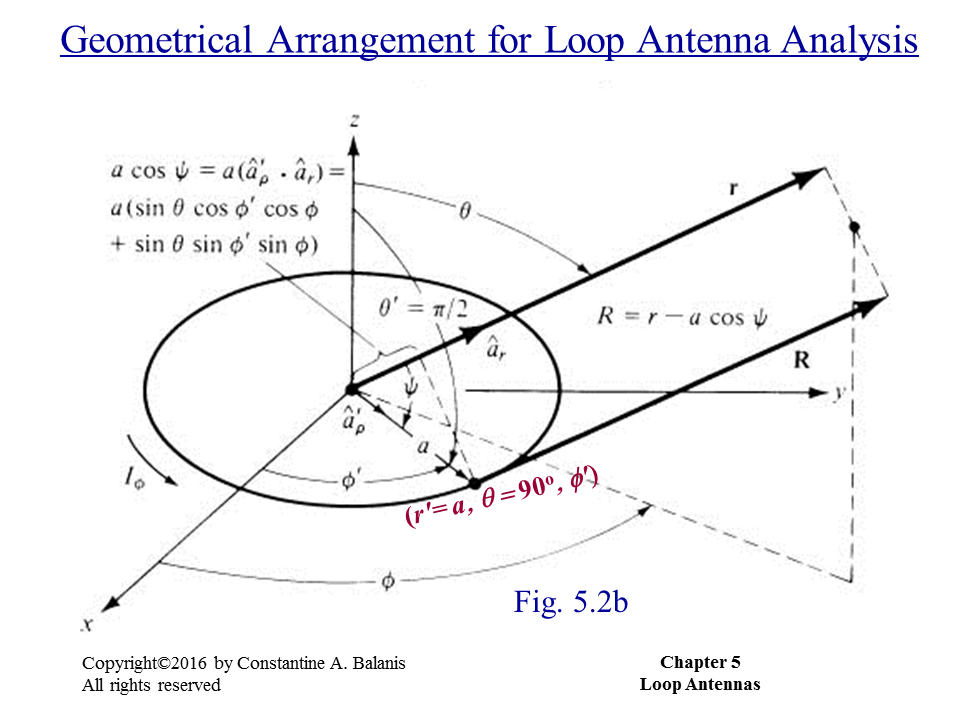 Geometrical Arrangement for Loop Antenna Analysis
z
a cos ψ = a(â′ρ · âr) =
a(sin θ cos ϕ′ cos ϕ
+ sin θ sin ϕ′ sin ϕ)
r
θ
θ′ = π/2
R = r − a cos ψ
âr
R
ψ
y
â′ρ
a
Iϕ
ϕ′
(r'= a, θ = 90º, ϕ')
ϕ
Fig. 5.2b
x
Copyright©2016 by Constantine A. Balanis
All rights reserved
Chapter 5
Loop Antennas